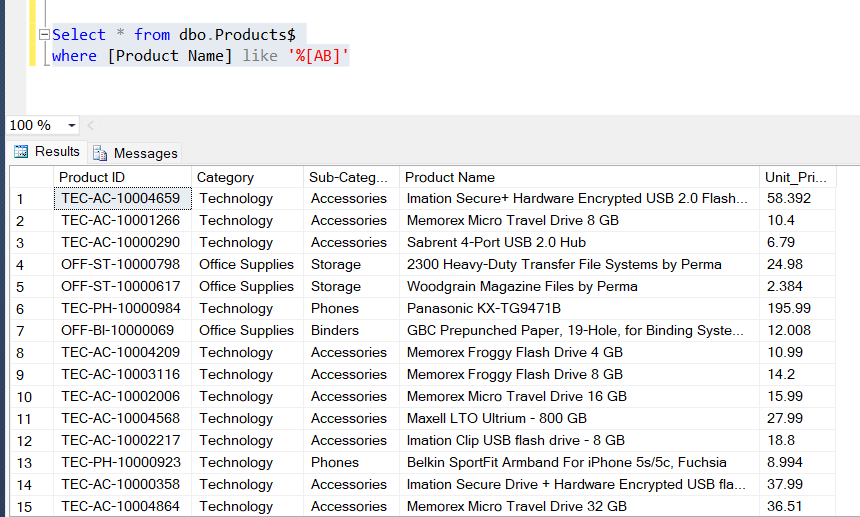 Select * from dbo.Products$
where [Product Name] like '%[AB]'
100 %
Results Messages
Product ID Category Sub-Categ... Product Name Unit_Pri...
1 TEC-AC-10004659 Technology Accessories Imation Secure+ Hardware Encrypted USB 2.0 Flash... 58.392
2 TEC-AC-10001266 Technology Accessories Memorex Micro Travel Drive 8 GB 10.4
3 TEC-AC-10000290 Technology Accessories Sabrent 4-Port USB 2.0 Hub 6.79
4 OFF-ST-10000798 Office Supplies Storage 2300 Heavy-Duty Transfer File Systems by Perma 24.98
5 OFF-ST-10000617 Office Supplies Storage Woodgrain Magazine Files by Perma 2.384
6 TEC-PH-10000984 Technology Phones Panasonic KX-TG9471B 195.99
7 OFF-BI-10000069 Office Supplies Binders GBC Prepunched Paper, 19-Hole, for Binding Syste... 12.008
8 TEC-AC-10004209 Technology Accessories Memorex Froggy Flash Drive 4 GB 10.99
9 TEC-AC-10003116 Technology Accessories Memorex Froggy Flash Drive 8 GB 14.2
10 TEC-AC-10002006 Technology Accessories Memorex Micro Travel Drive 16 GB 15.99
11 TEC-AC-10004568 Technology Accessories Maxell LTO Ultrium - 800 GB 27.99
12 TEC-AC-10002217 Technology Accessories Imation Clip USB flash drive - 8 GB 18.8
13 TEC-PH-10000923 Technology Phones Belkin SportFit Armband For iPhone 5s/5c, Fuchsia 8.994
14 TEC-AC-10000358 Technology Accessories Imation Secure Drive + Hardware Encrypted USB fla... 37.99
15 TEC-AC-10004864 Technology Accessories Memorex Micro Travel Drive 32 GB 36.51